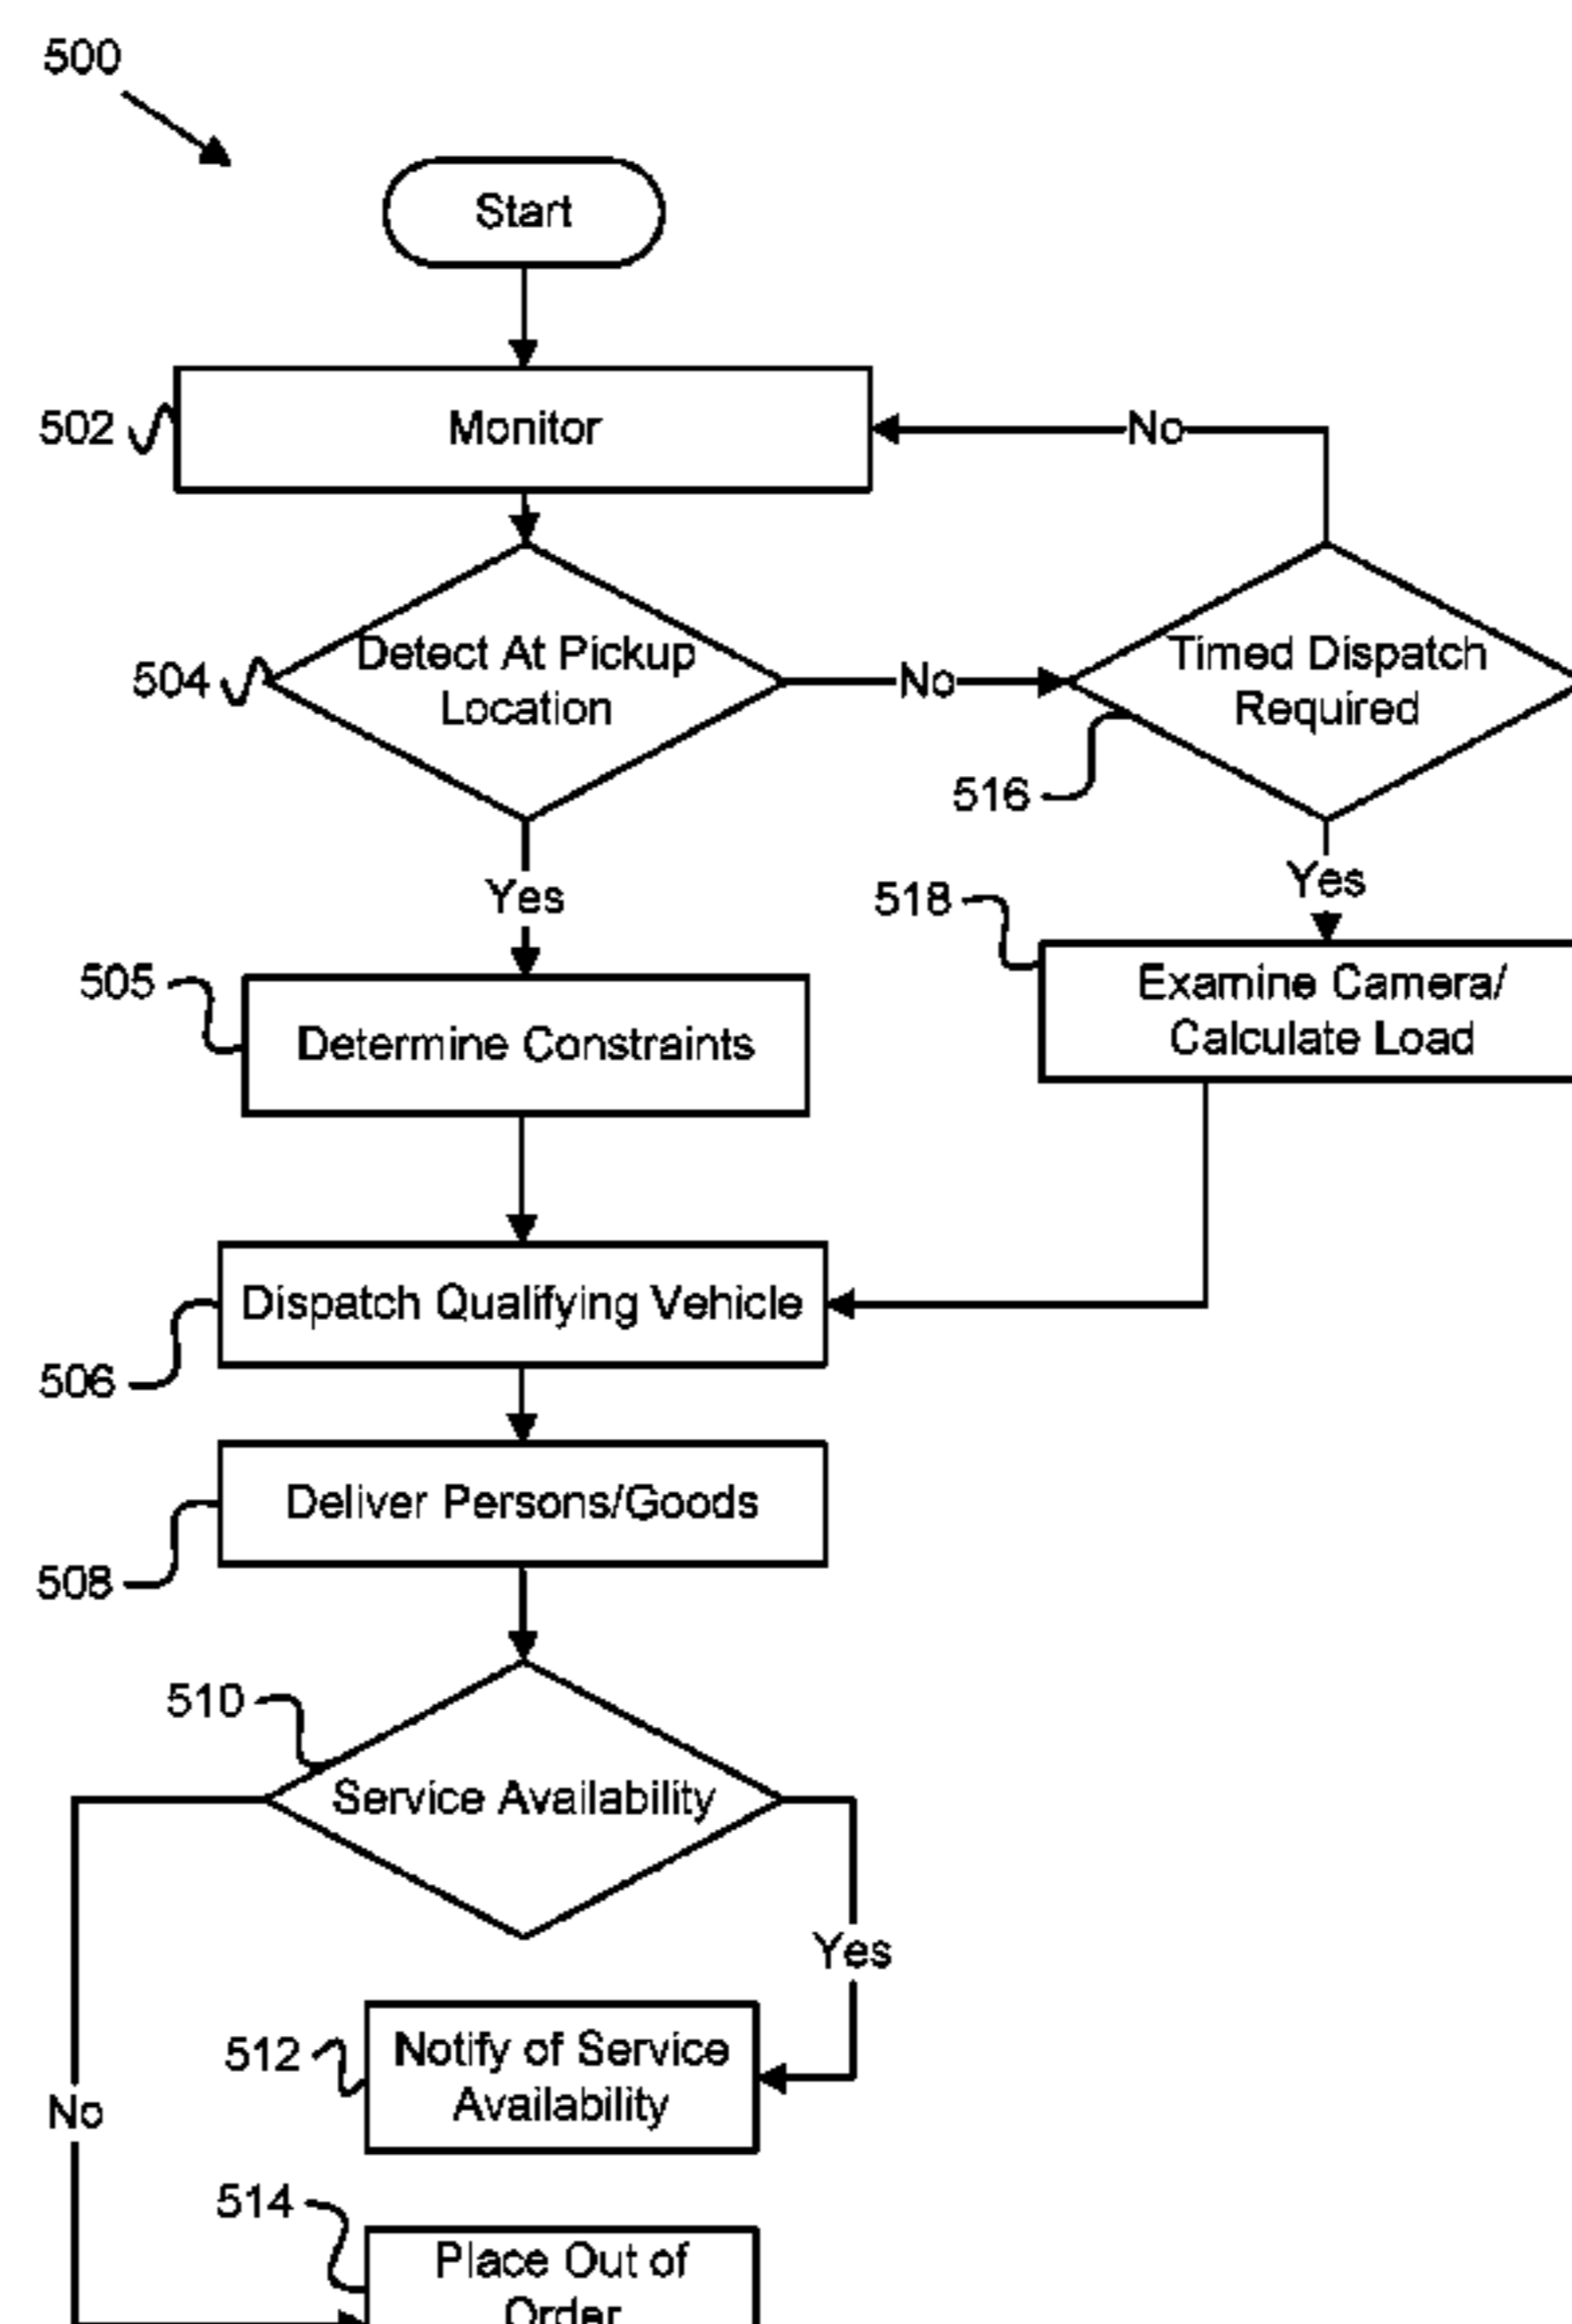 500
Start
502
Monitor
No
504
Detect At Pickup
Location
No
Timed Dispatch
Required
516
Yes
Yes
518
505
Determine Constraints
Examine Camera/
Calculate Load
Dispatch Qualifying Vehicle
506
Deliver Persons/Goods
508
510
Service Availability
Yes
512
Notify of Service
Availability
No
514
Place Out of
Order